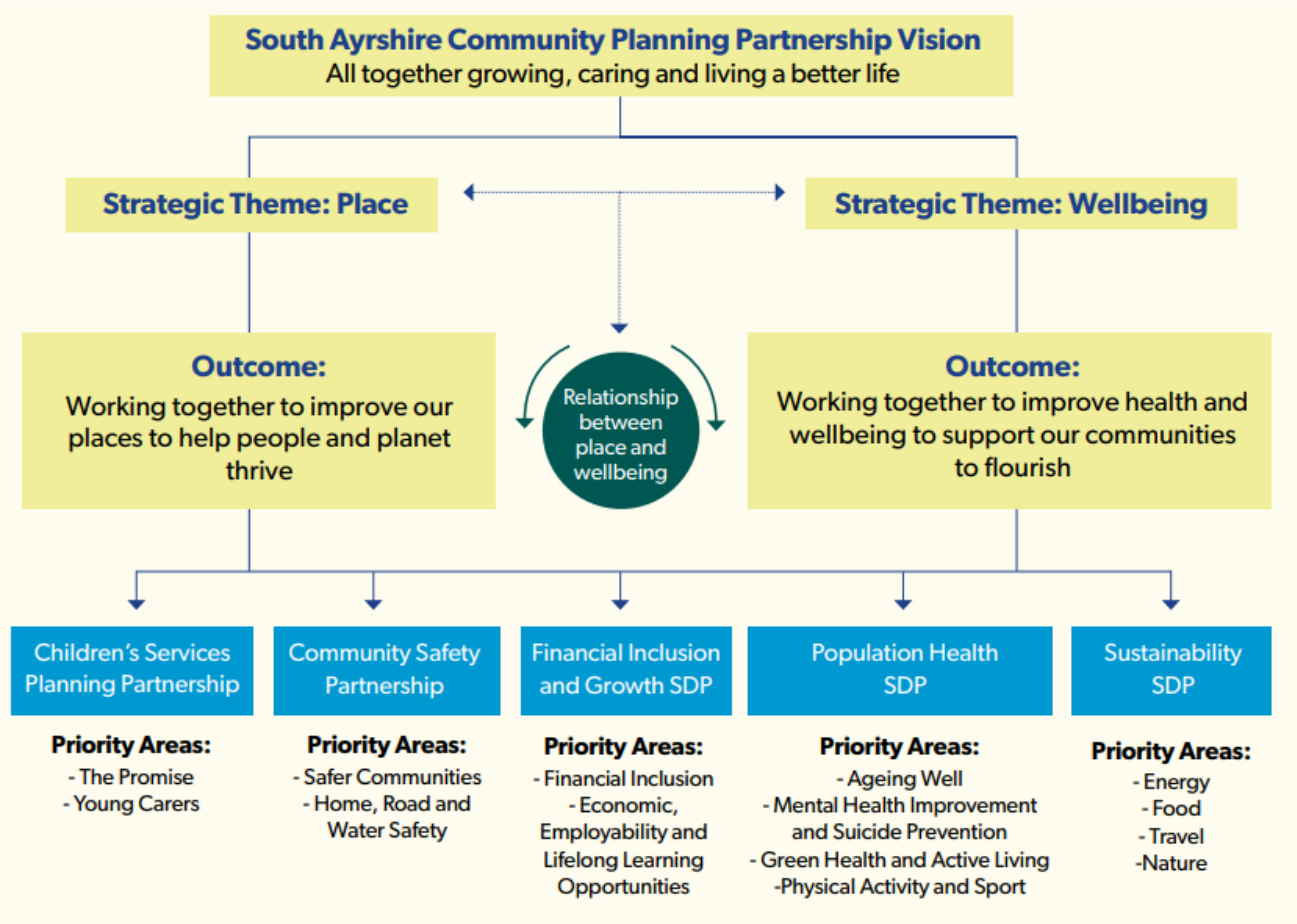 South Ayrshire Community Planning Partnership Vision
All together growing, caring and living a better life
Strategic Theme: Place
Strategic Theme: Wellbeing
Outcome:
Working together to improve our
places to help people and planet
thrive
Relationship
between
place and
wellbeing
Outcome:
Working together to improve health and
wellbeing to support our communities
to flourish
Children's Services
Planning Partnership
Priority Areas:
- The Promise
- Young Carers
Community Safety
Partnership
Priority Areas:
- Safer Communities
- Home, Road and
Water Safety
Financial Inclusion
and Growth SDP
Priority Areas:
- Financial Inclusion
- Economic,
Employability and
Lifelong Learning
Opportunities
Population Health
SDP
Priority Areas:
- Ageing Well
- Mental Health Improvement
and Suicide Prevention
- Green Health and Active Living
-Physical Activity and Sport
Sustainability
SDP
Priority Areas:
- Energy
- Food
- Travel
-Nature